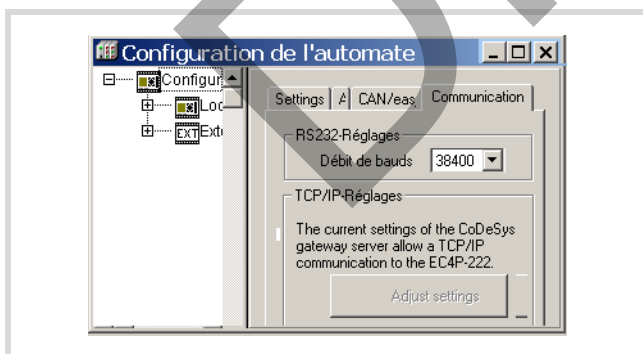 Configuration de l'automate
Configur
Loc
EXT Exte
Settings A CAN/eas Communication
RS232-Réglages
Débit de bauds 38400
TCP/IP-Réglages
The current settings of the CoDeSys
gateway server allow a TCP/IP
communication to the EC4P-222.
Adjust settings